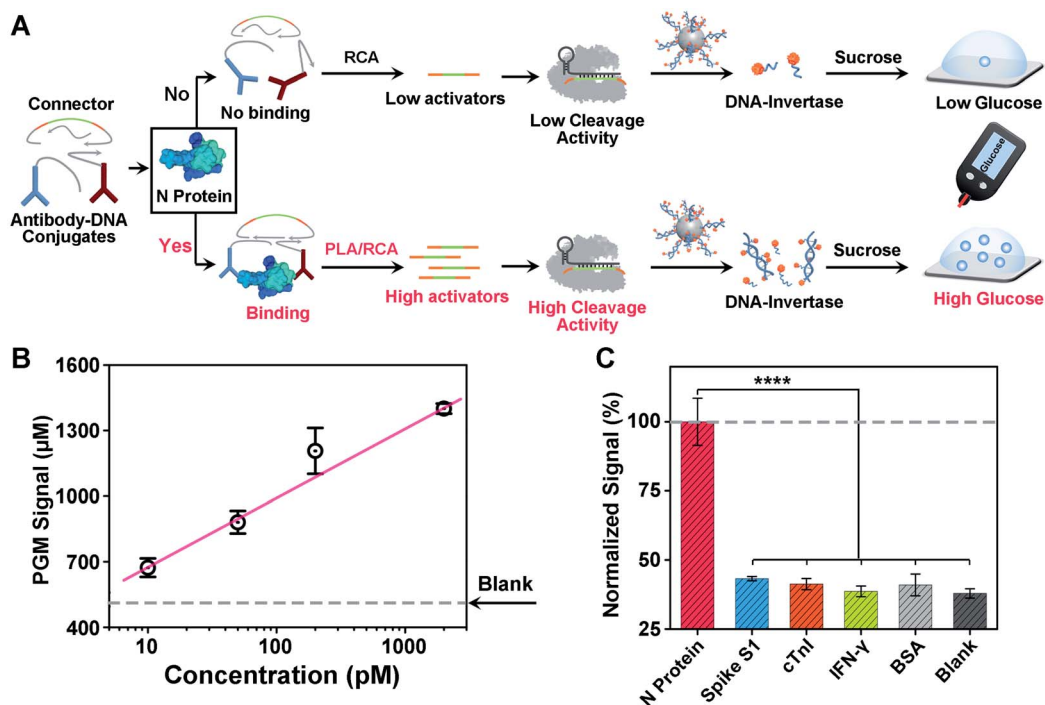 A
Connector
Antibody-DNA
Conjugates
No
N Protein
Yes
No binding
Binding
RCA
PLA/RCA
Low activators
High activators
Low Cleavage
Activity
High Cleavage
Activity
DNA-Invertase
DNA-Invertase
Sucrose
Sucrose
Low Glucose
Glucose
High Glucose
B
PGM Signal (µM)
1600
1300
1000
700
400
Blank
10
100
1000
Concentration (pM)
C
Normalized Signal (%)
100
75
50
25
****
N Protein
Spike S1
cTnI
IFN-γ
BSA
Blank